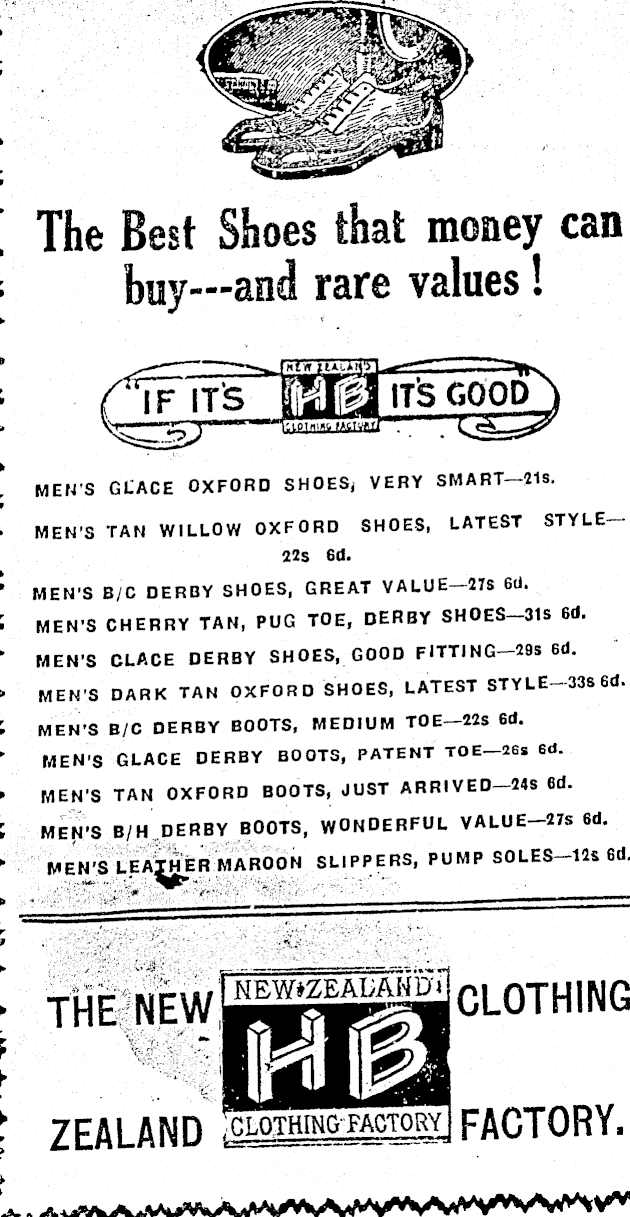 The Best Shoes that money can
buy---and rare values!
"IF IT'S
NEW ZEALAND
HB
CLOTHING FACTORY
IT'S GOOD"
MEN'S GLACE OXFORD SHOES, VERY SMART—21s.
MEN'S TAN WILLOW OXFORD SHOES, LATEST STYLE—
22s 6d.
MEN'S B/C DERBY SHOES, GREAT VALUE—27s 6d.
MEN'S CHERRY TAN, PUG TOE, DERBY SHOES—31s 6d.
MEN'S CLACE DERBY SHOES, GOOD FITTING—29s 6d.
MEN'S DARK TAN OXFORD SHOES, LATEST STYLE—33s 6d.
MEN'S B/C DERBY BOOTS, MEDIUM TOE—22s 6d.
MEN'S GLACE DERBY BOOTS, PATENT TOE—26s 6d.
MEN'S TAN OXFORD BOOTS, JUST ARRIVED—24s 6d.
MEN'S B/H DERBY BOOTS, WONDERFUL VALUE—27s 6d.
MEN'S LEATHER MAROON SLIPPERS, PUMP SOLES—12s 6d.
THE NEW
NEW ZEALAND
HB
CLOTHING FACTORY
CLOTHING
ZEALAND
FACTORY.